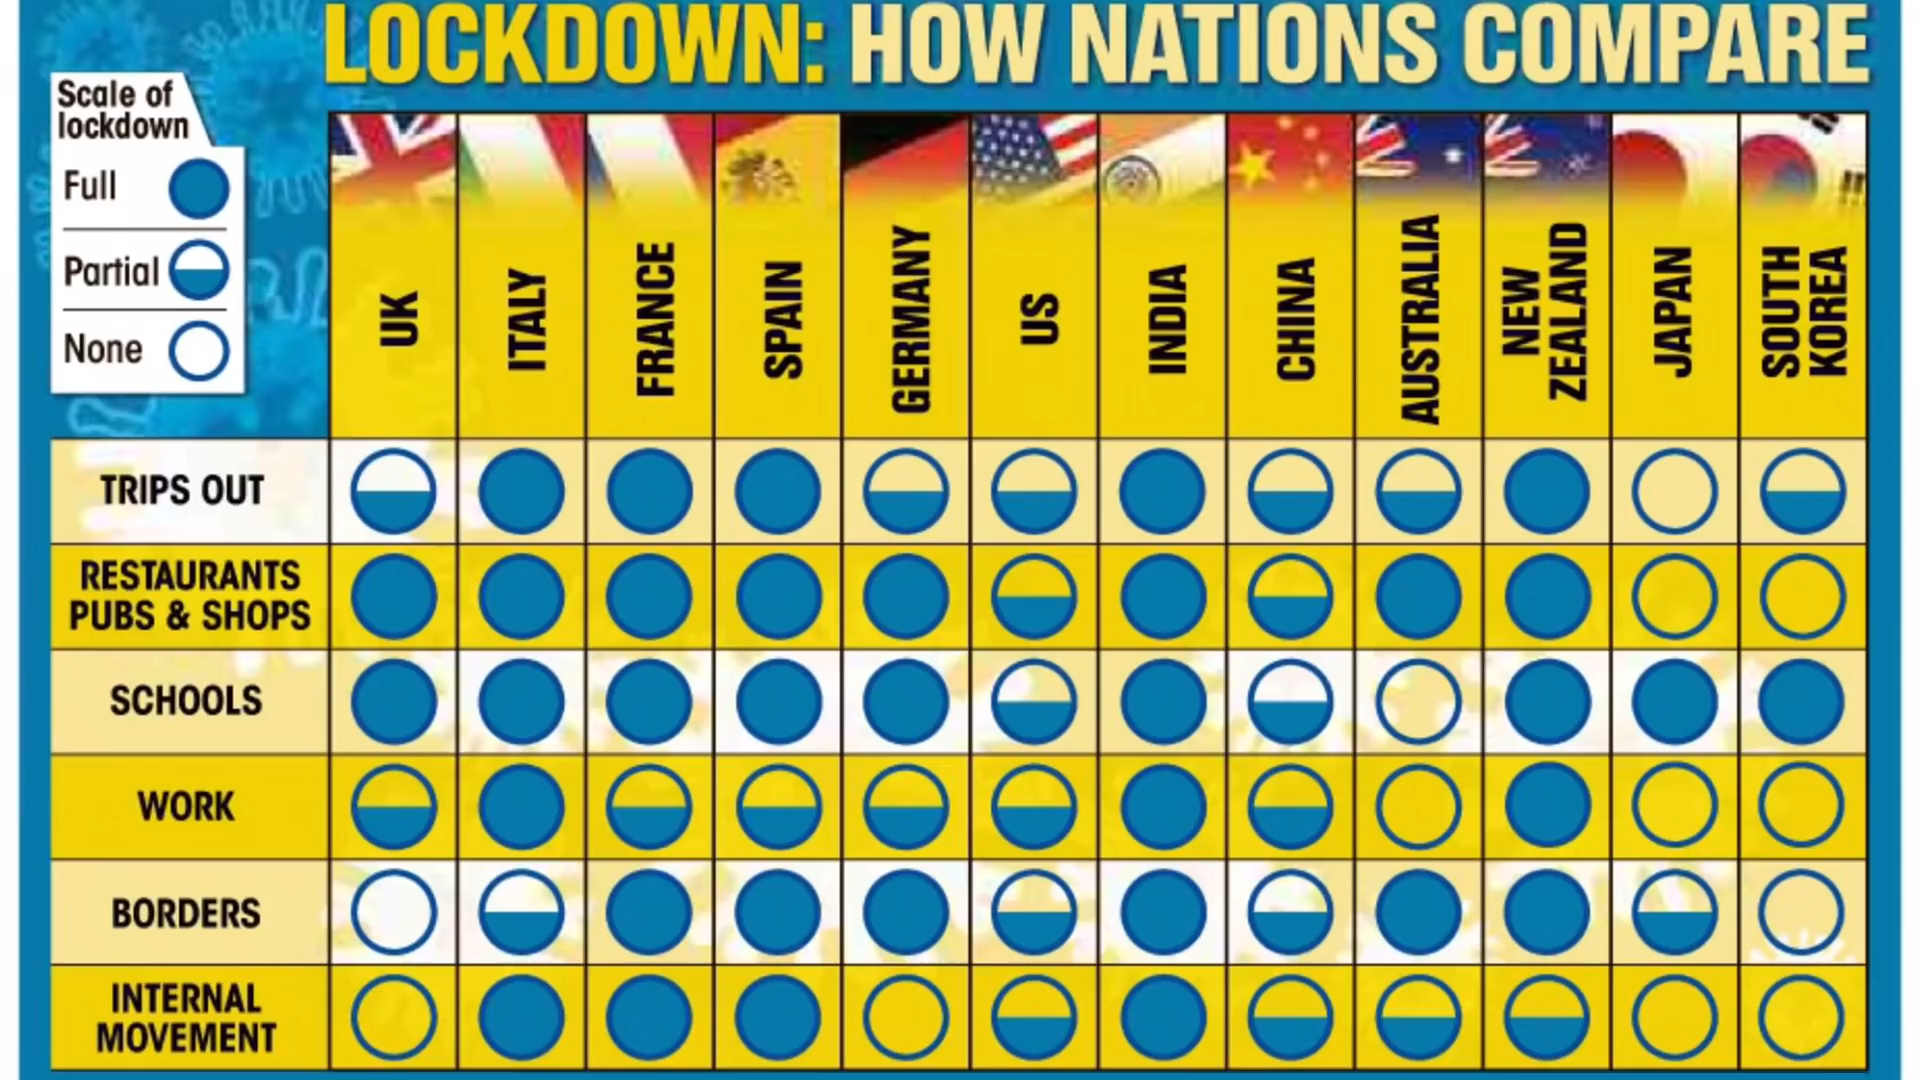 LOCKDOWN: HOW NATIONS COMPARE
Scale of
lockdown
Full
Partial
None
UK
ITALY
FRANCE
SPAIN
GERMANY
US
INDIA
CHINA
AUSTRALIA
NEW
ZEALAND
JAPAN
SOUTH
KOREA
TRIPS OUT
RESTAURANTS
PUBS & SHOPS
SCHOOLS
WORK
BORDERS
INTERNAL
MOVEMENT